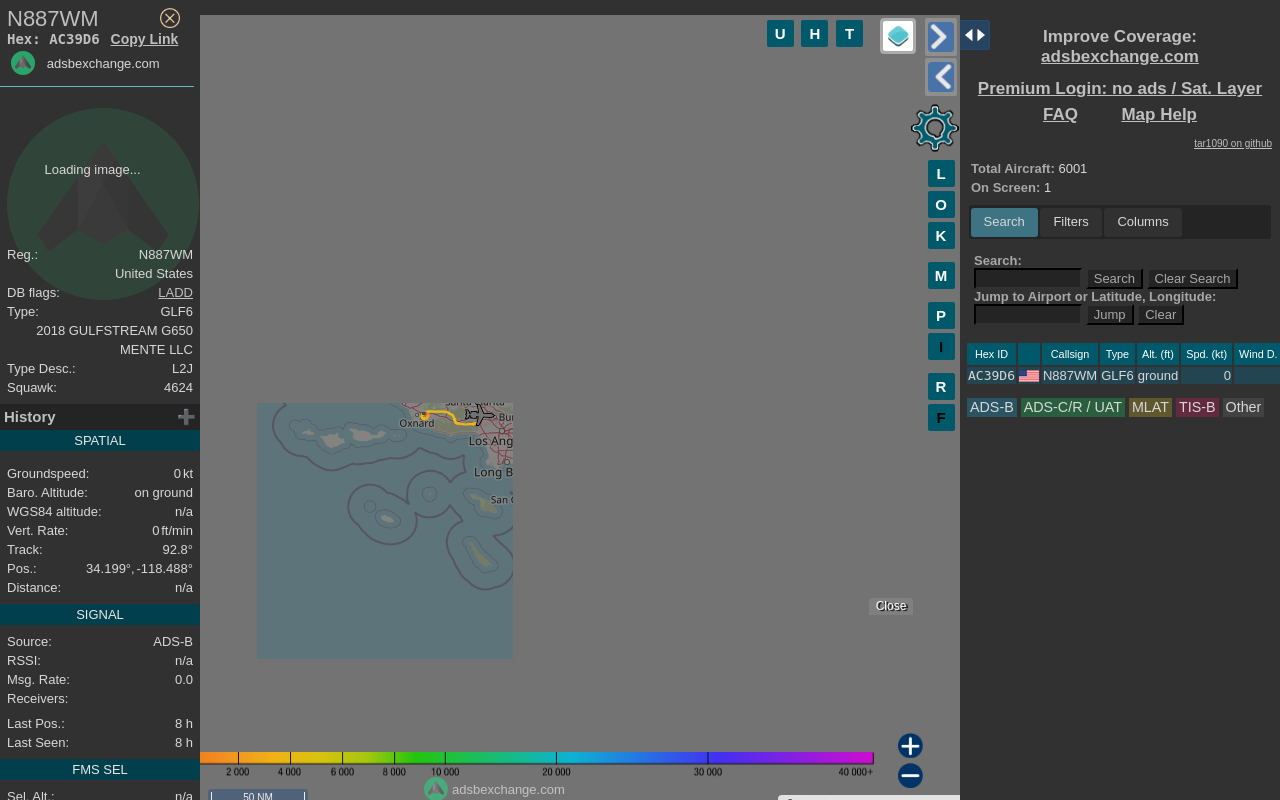 N887WM
Hex: AC39D6 Copy Link
adsbexchange.com
Loading image...
Reg.: N887WM
United States
DB flags: LADD
Type: GLF6
2018 GULFSTREAM G650
MENTE LLC
Type Desc.: L2J
Squawk: 4624
History
SPATIAL
Groundspeed: 0 kt
Baro. Altitude: on ground
WGS84 altitude: n/a
Vert. Rate: 0 ft/min
Track: 92.8°
Pos.: 34.199°, -118.488°
Distance: n/a
SIGNAL
Source: ADS-B
RSSI: n/a
Msg. Rate: 0.0
Receivers:
Last Pos.: 8 h
Last Seen: 8 h
FMS SEL
Sel. Alt.: n/a
U H T
L
O
K
M
P
I
R
F
Oxnard
Bur
Los Ang
Long B
San C
Close
2 000 4 000 6 000 8 000 10 000 20 000 30 000 40 000+
adsbexchange.com
50 NM
Improve Coverage:
adsbexchange.com
Premium Login: no ads / Sat. Layer
FAQ Map Help
tar1090 on github
Total Aircraft: 6001
On Screen: 1
Search Filters Columns
Search:
Search Clear Search
Jump to Airport or Latitude, Longitude:
Jump Clear
Hex ID Callsign Type Alt. (ft) Spd. (kt) Wind D.
AC39D6 N887WM GLF6 ground 0
ADS-B ADS-C/R / UAT MLAT TIS-B Other